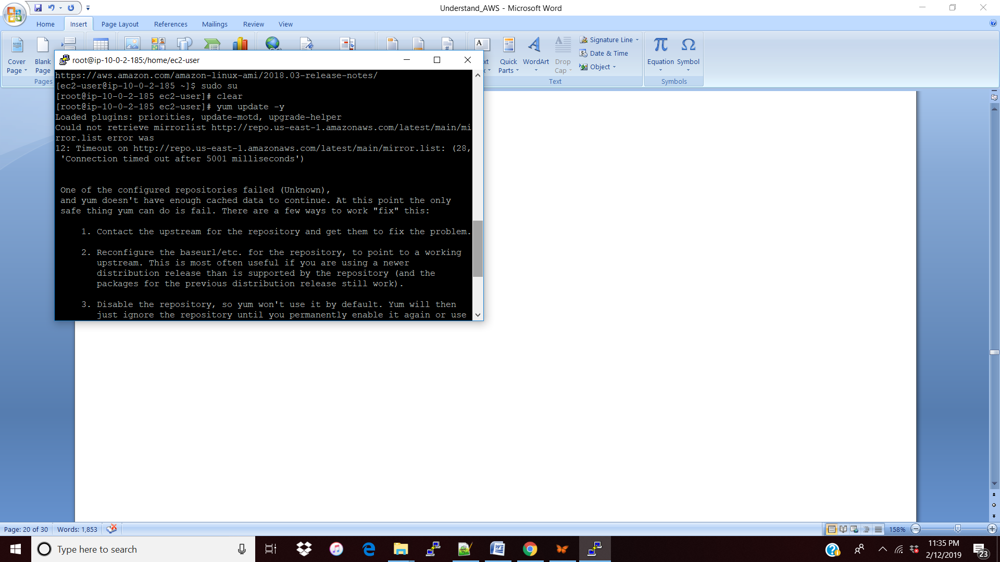 Understand_AWS - Microsoft Word
Home Insert Page Layout References Mailings Review View
Cover Page
Blank Page
Quick Parts
WordArt
Drop Cap
Signature Line
Date & Time
Object
Equation
Symbol
Pages
Text
Symbols
root@ip-10-0-2-185:/home/ec2-user
https://aws.amazon.com/amazon-linux-ami/2018.03-release-notes/
[ec2-user@ip-10-0-2-185 ~]$ sudo su
[root@ip-10-0-2-185 ec2-user]# clear
[root@ip-10-0-2-185 ec2-user]# yum update -y
Loaded plugins: priorities, update-motd, upgrade-helper
Could not retrieve mirrorlist http://repo.us-east-1.amazonaws.com/latest/main/mi
rror.list error was
12: Timeout on http://repo.us-east-1.amazonaws.com/latest/main/mirror.list: (28,
'Connection timed out after 5001 milliseconds')
One of the configured repositories failed (Unknown),
and yum doesn't have enough cached data to continue. At this point the only
safe thing yum can do is fail. There are a few ways to work "fix" this:
1. Contact the upstream for the repository and get them to fix the problem.
2. Reconfigure the baseurl/etc. for the repository, to point to a working
upstream. This is most often useful if you are using a newer
distribution release than is supported by the repository (and the
packages for the previous distribution release still work).
3. Disable the repository, so yum won't use it by default. Yum will then
just ignore the repository until you permanently enable it again or use
Page: 20 of 30 Words: 1,853
158%
Type here to search
11:35 PM
2/12/2019
23